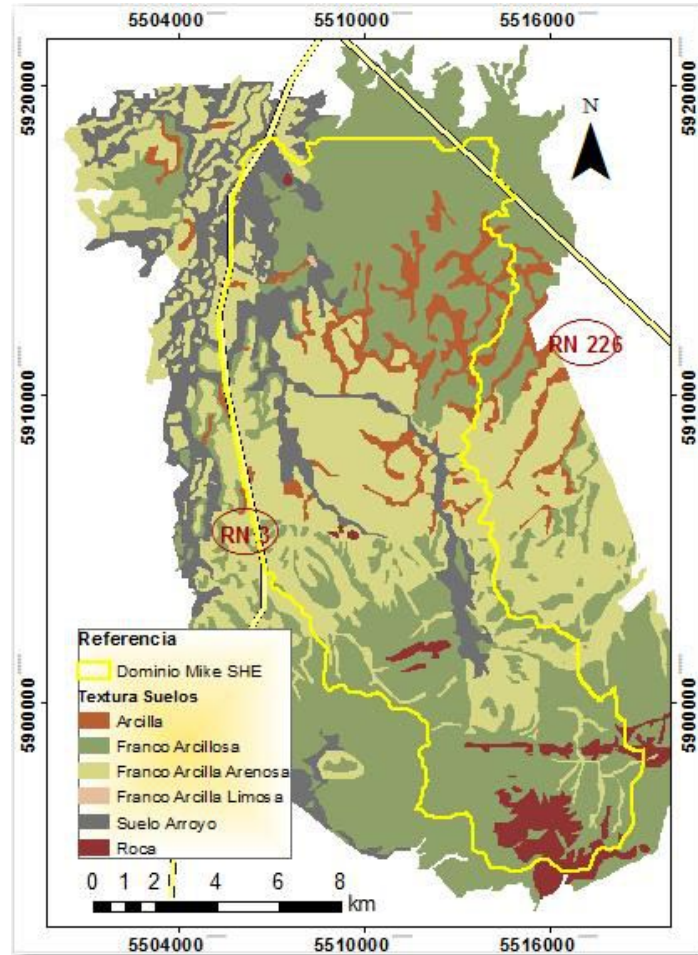 5504000 5510000 5516000
5920000
5920000
N
RN 226
5910000
5910000
RN 3
Referencia
Dominio Mike SHE
Textura Suelos
Arcilla
Franco Arcillosa
Franco Arcilla Arenosa
Franco Arcilla Limosa
Suelo Arroyo
Roca
5900000
5900000
0 1 2 4 6 8
km
5504000 5510000 5516000